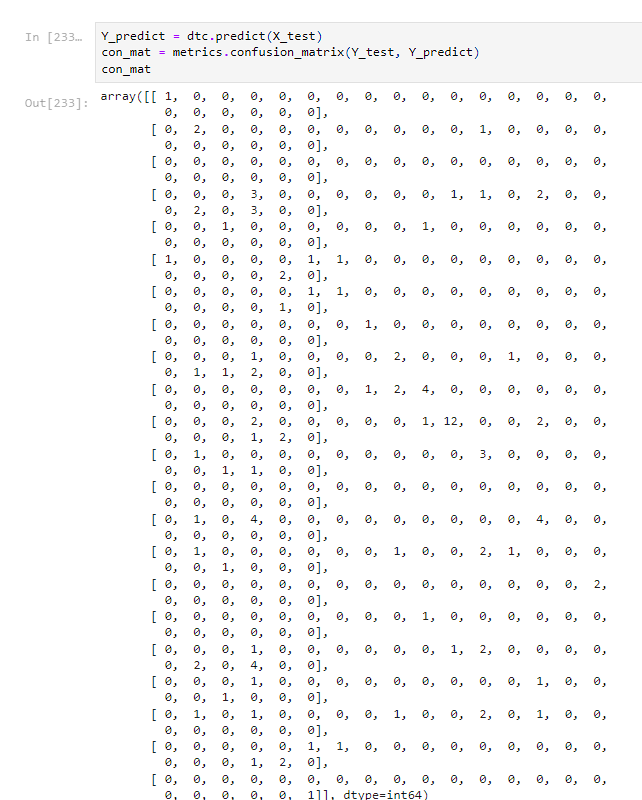 In [233…
Y_predict = dtc.predict(X_test)
con_mat = metrics.confusion_matrix(Y_test, Y_predict)
con_mat
Out[233]:
array([[ 1, 0, 0, 0, 0, 0, 0, 0, 0, 0, 0, 0, 0, 0, 0, 0,
0, 0, 0, 0, 0, 0],
[ 0, 2, 0, 0, 0, 0, 0, 0, 0, 0, 0, 1, 0, 0, 0, 0,
0, 0, 0, 0, 0, 0],
[ 0, 0, 0, 0, 0, 0, 0, 0, 0, 0, 0, 0, 0, 0, 0, 0,
0, 0, 0, 0, 0, 0],
[ 0, 0, 0, 3, 0, 0, 0, 0, 0, 0, 1, 1, 0, 2, 0, 0,
0, 2, 0, 3, 0, 0],
[ 0, 0, 1, 0, 0, 0, 0, 0, 0, 1, 0, 0, 0, 0, 0, 0,
0, 0, 0, 0, 0, 0],
[ 1, 0, 0, 0, 0, 1, 1, 0, 0, 0, 0, 0, 0, 0, 0, 0,
0, 0, 0, 0, 2, 0],
[ 0, 0, 0, 0, 0, 1, 1, 0, 0, 0, 0, 0, 0, 0, 0, 0,
0, 0, 0, 0, 1, 0],
[ 0, 0, 0, 0, 0, 0, 0, 1, 0, 0, 0, 0, 0, 0, 0, 0,
0, 0, 0, 0, 0, 0],
[ 0, 0, 0, 1, 0, 0, 0, 0, 2, 0, 0, 0, 1, 0, 0, 0,
0, 1, 1, 2, 0, 0],
[ 0, 0, 0, 0, 0, 0, 0, 1, 2, 4, 0, 0, 0, 0, 0, 0,
0, 0, 0, 0, 0, 0],
[ 0, 0, 0, 2, 0, 0, 0, 0, 0, 1, 12, 0, 0, 2, 0, 0,
0, 0, 0, 1, 2, 0],
[ 0, 1, 0, 0, 0, 0, 0, 0, 0, 0, 0, 3, 0, 0, 0, 0,
0, 0, 1, 1, 0, 0],
[ 0, 0, 0, 0, 0, 0, 0, 0, 0, 0, 0, 0, 0, 0, 0, 0,
0, 0, 0, 0, 0, 0],
[ 0, 1, 0, 4, 0, 0, 0, 0, 0, 0, 0, 0, 0, 4, 0, 0,
0, 0, 0, 0, 0, 0],
[ 0, 1, 0, 0, 0, 0, 0, 0, 1, 0, 0, 2, 1, 0, 0, 0,
0, 0, 1, 0, 0, 0],
[ 0, 0, 0, 0, 0, 0, 0, 0, 0, 0, 0, 0, 0, 0, 0, 2,
0, 0, 0, 0, 0, 0],
[ 0, 0, 0, 0, 0, 0, 0, 0, 0, 1, 0, 0, 0, 0, 0, 0,
0, 0, 0, 0, 0, 0],
[ 0, 0, 0, 1, 0, 0, 0, 0, 0, 0, 1, 2, 0, 0, 0, 0,
0, 2, 0, 4, 0, 0],
[ 0, 0, 0, 1, 0, 0, 0, 0, 0, 0, 0, 0, 0, 1, 0, 0,
0, 0, 1, 0, 0, 0],
[ 0, 1, 0, 1, 0, 0, 0, 0, 1, 0, 0, 2, 0, 1, 0, 0,
0, 0, 0, 0, 0, 0],
[ 0, 0, 0, 0, 0, 1, 1, 0, 0, 0, 0, 0, 0, 0, 0, 0,
0, 0, 0, 1, 2, 0],
[ 0, 0, 0, 0, 0, 0, 0, 0, 0, 0, 0, 0, 0, 0, 0, 0,
0, 0, 0, 0, 0, 1]], dtype=int64)